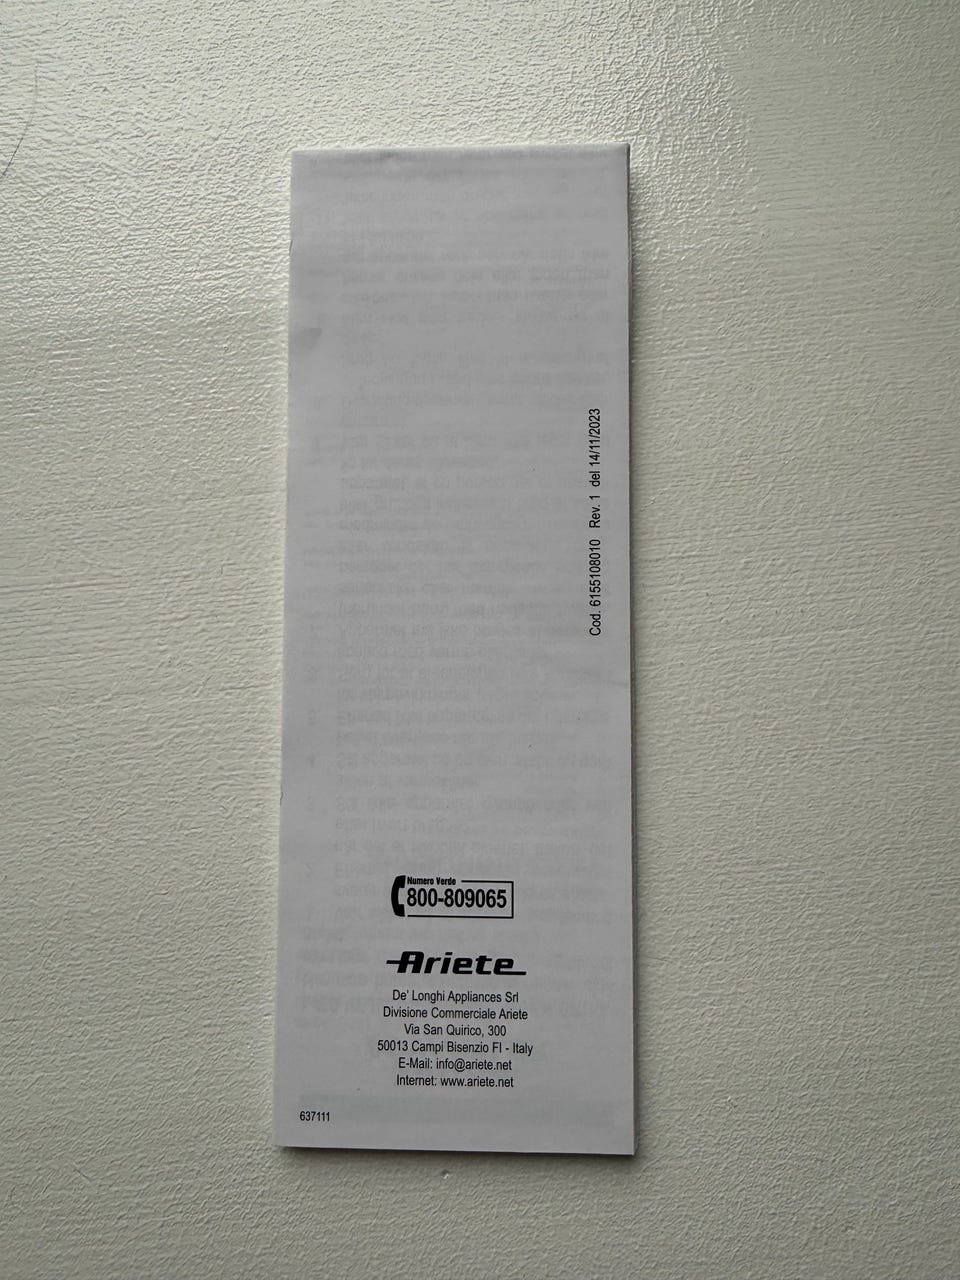 Cod. 6155108010 Rev. 1 del 14/11/2023
Numero Verde
800-809065
Ariete
De' Longhi Appliances Srl
Divisione Commerciale Ariete
Via San Quirico, 300
50013 Campi Bisenzio FI - Italy
E-Mail: info@ariete.net
Internet: www.ariete.net
637111